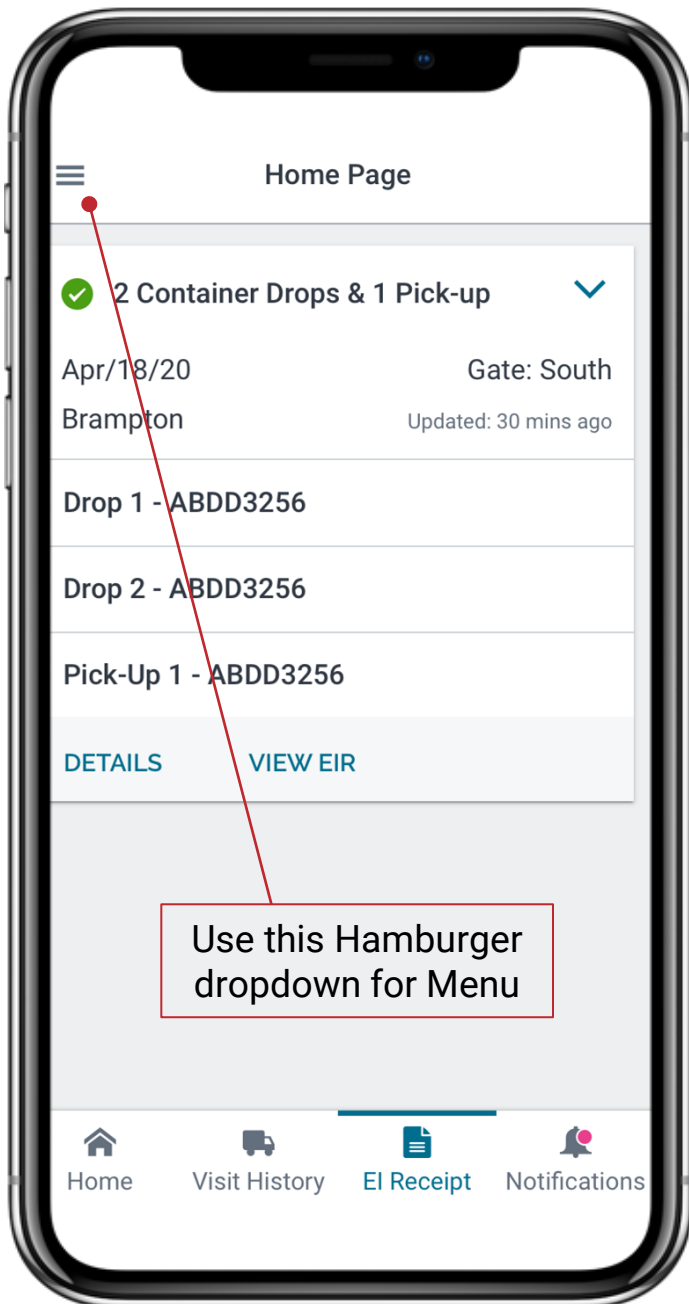 Home Page
2 Container Drops & 1 Pick-up
Apr/18/20 Gate: South
Brampton Updated: 30 mins ago
Drop 1 - ABDD3256
Drop 2 - ABDD3256
Pick-Up 1 - ABDD3256
DETAILS VIEW EIR
Use this Hamburger
dropdown for Menu
Home Visit History EI Receipt Notifications